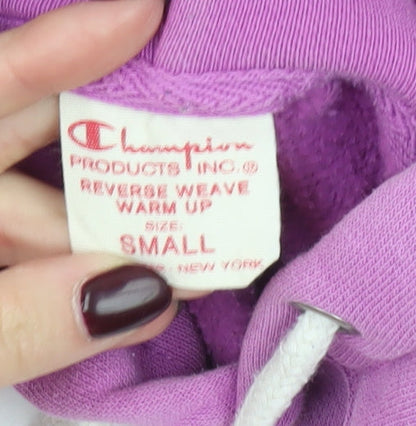 Champion
PRODUCTS INC.®
REVERSE WEAVE
WARM UP
SIZE:
SMALL
NEW YORK